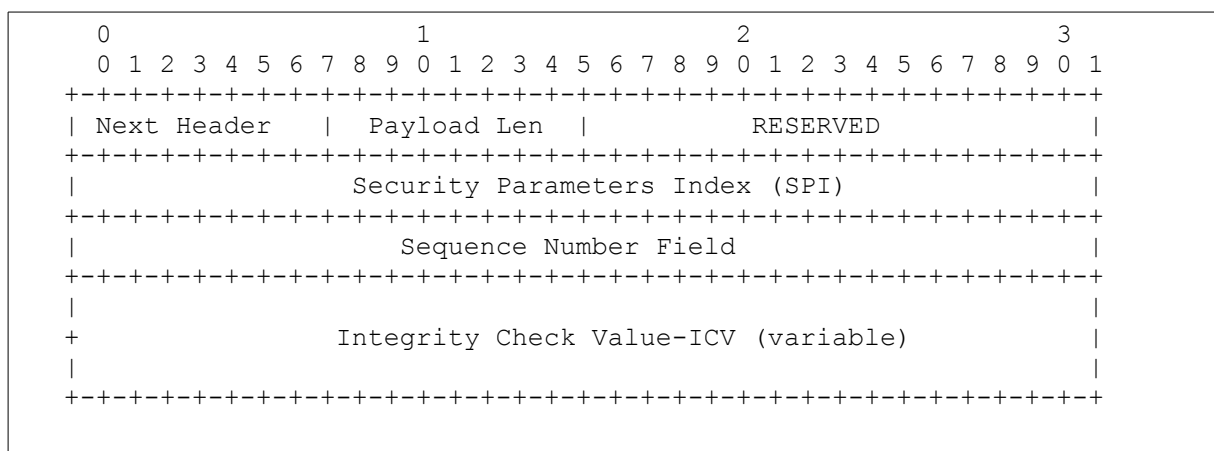 0                   1                   2                   3
0 1 2 3 4 5 6 7 8 9 0 1 2 3 4 5 6 7 8 9 0 1 2 3 4 5 6 7 8 9 0 1
+-+-+-+-+-+-+-+-+-+-+-+-+-+-+-+-+-+-+-+-+-+-+-+-+-+-+-+-+-+-+-+-+
| Next Header   |  Payload Len  |          RESERVED             |
+-+-+-+-+-+-+-+-+-+-+-+-+-+-+-+-+-+-+-+-+-+-+-+-+-+-+-+-+-+-+-+-+
|                 Security Parameters Index (SPI)               |
+-+-+-+-+-+-+-+-+-+-+-+-+-+-+-+-+-+-+-+-+-+-+-+-+-+-+-+-+-+-+-+-+
|                    Sequence Number Field                      |
+-+-+-+-+-+-+-+-+-+-+-+-+-+-+-+-+-+-+-+-+-+-+-+-+-+-+-+-+-+-+-+-+
|                                                               |
+                Integrity Check Value-ICV (variable)           |
|                                                               |
+-+-+-+-+-+-+-+-+-+-+-+-+-+-+-+-+-+-+-+-+-+-+-+-+-+-+-+-+-+-+-+-+